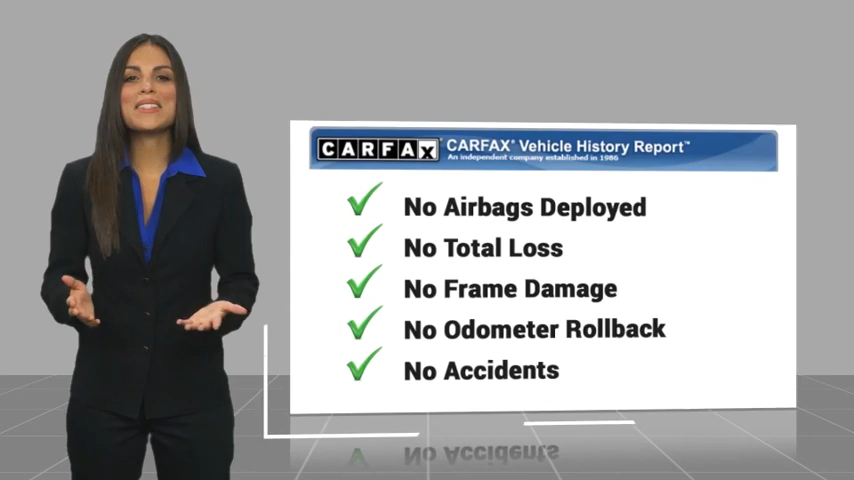 CARFAX® CARFAX® Vehicle History Report™
An independent company established in 1986
No Airbags Deployed
No Total Loss
No Frame Damage
No Odometer Rollback
No Accidents
No Accidents